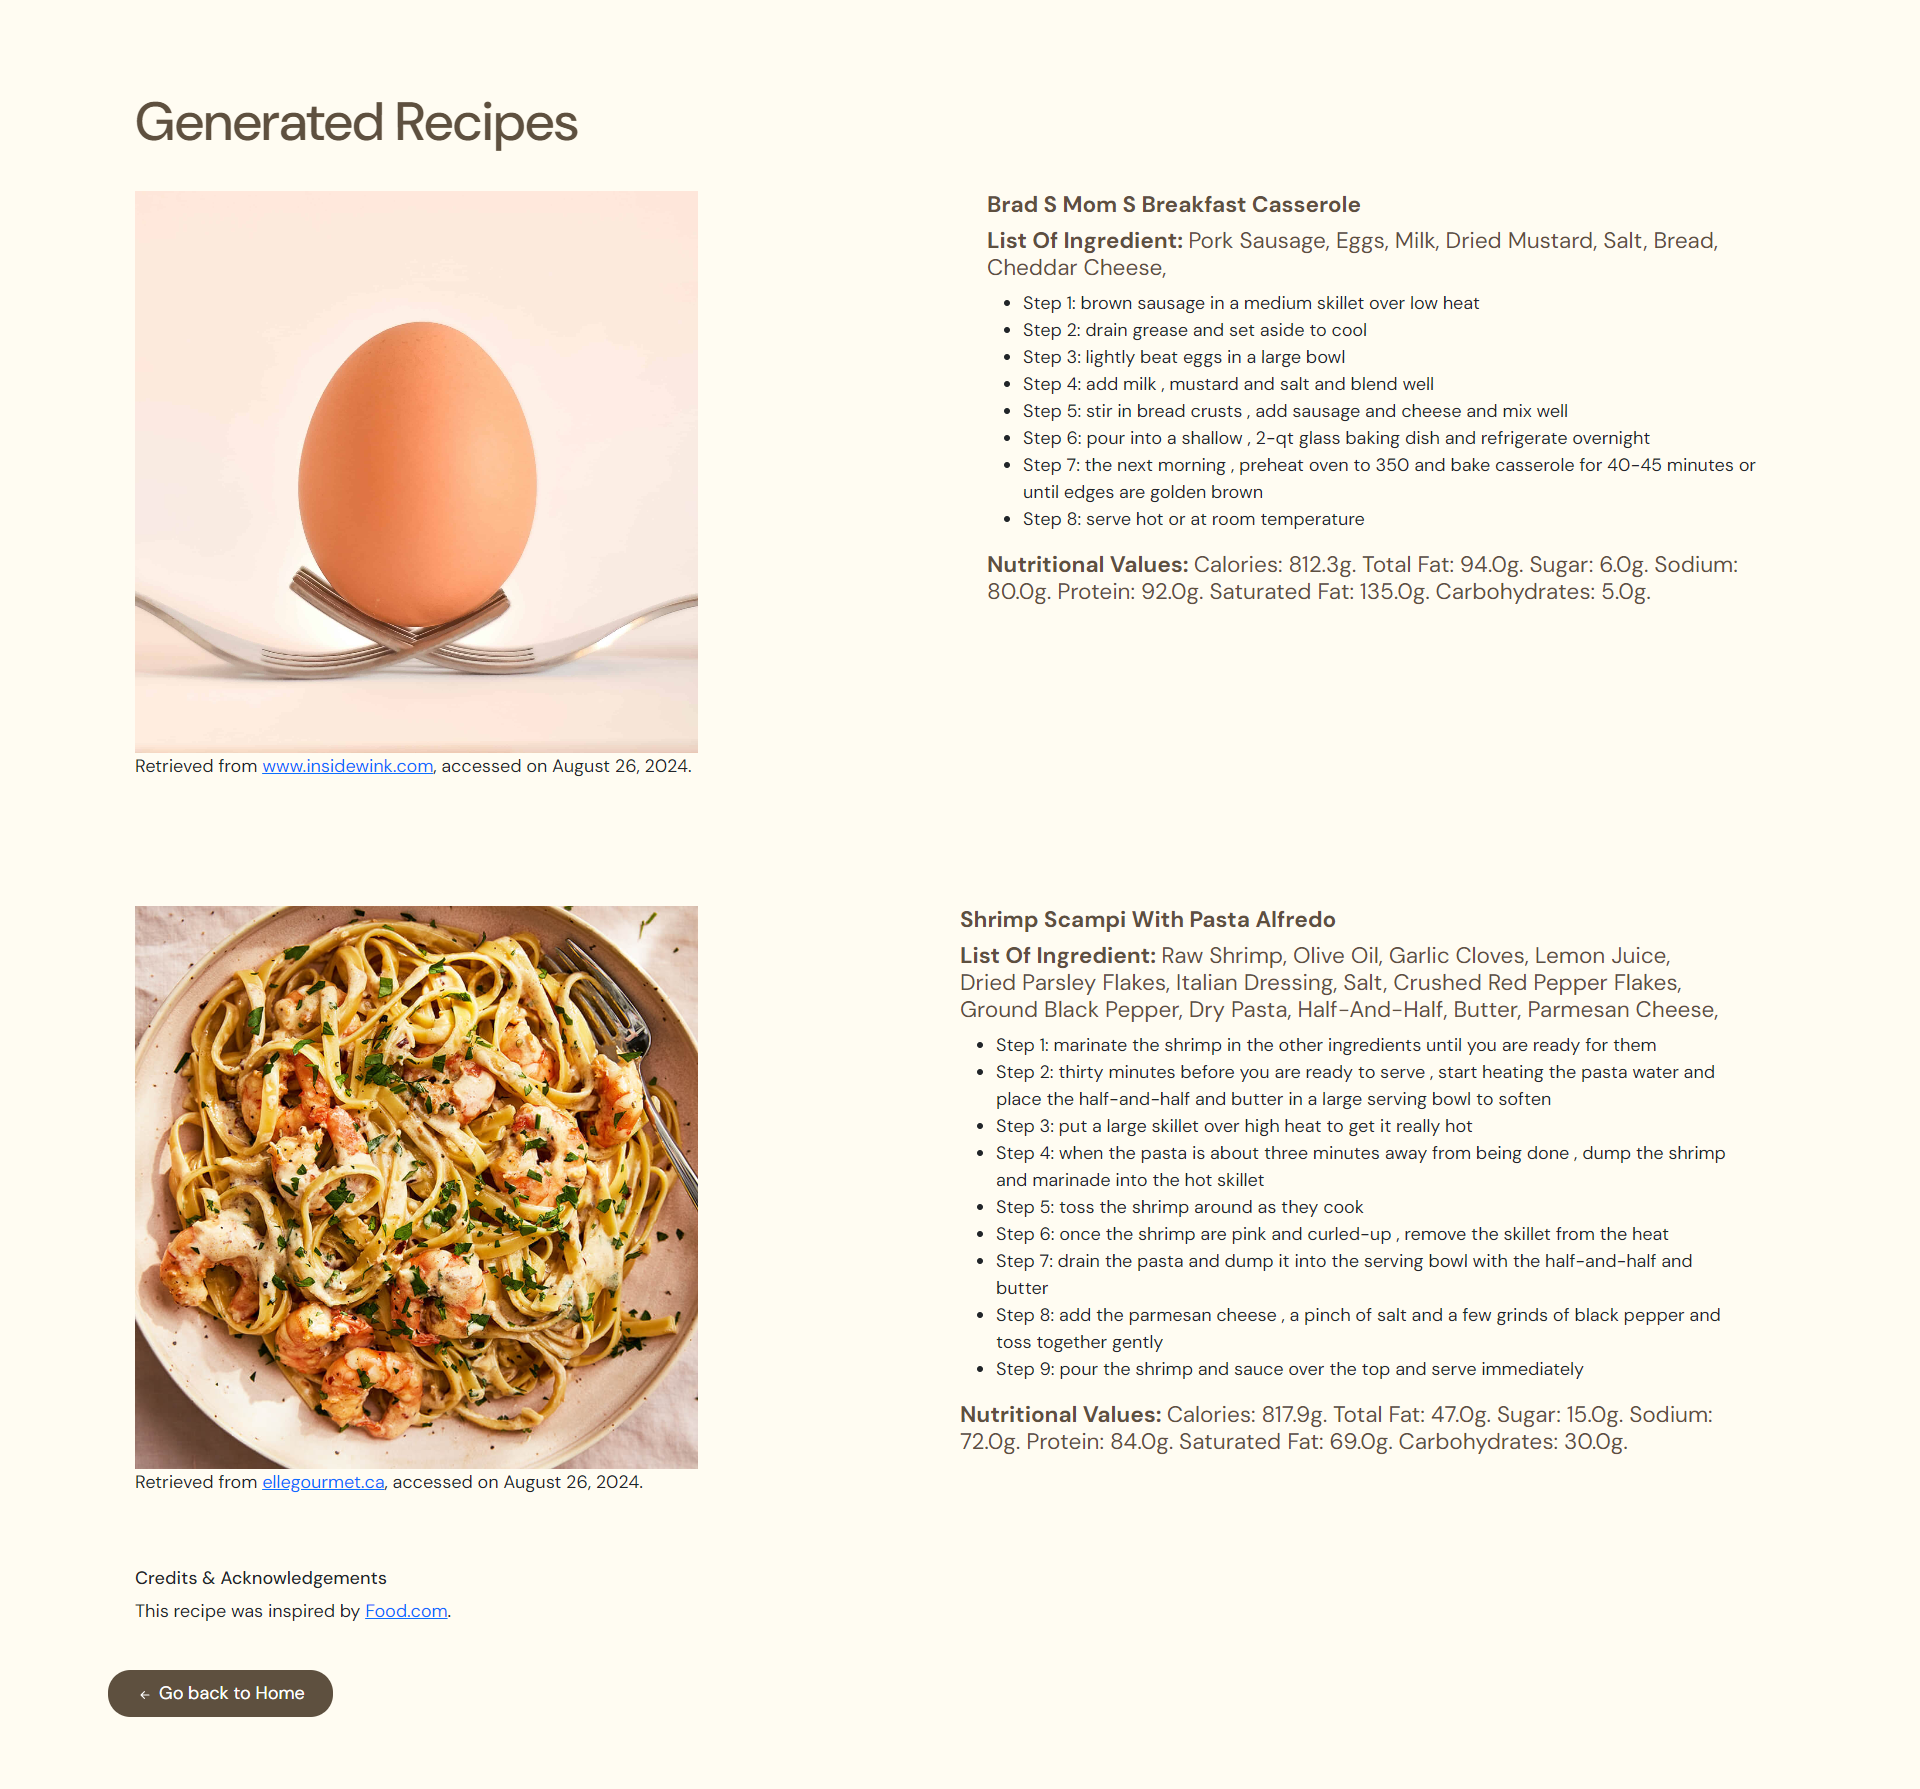 Generated Recipes
Brad S Mom S Breakfast Casserole
List Of Ingredient: Pork Sausage, Eggs, Milk, Dried Mustard, Salt, Bread,
Cheddar Cheese,
• Step 1: brown sausage in a medium skillet over low heat
• Step 2: drain grease and set aside to cool
• Step 3: lightly beat eggs in a large bowl
• Step 4: add milk , mustard and salt and blend well
• Step 5: stir in bread crusts , add sausage and cheese and mix well
• Step 6: pour into a shallow , 2-qt glass baking dish and refrigerate overnight
• Step 7: the next morning , preheat oven to 350 and bake casserole for 40-45 minutes or
until edges are golden brown
• Step 8: serve hot or at room temperature
Nutritional Values: Calories: 812.3g. Total Fat: 94.0g. Sugar: 6.0g. Sodium:
80.0g. Protein: 92.0g. Saturated Fat: 135.0g. Carbohydrates: 5.0g.
Retrieved from www.insidewink.com, accessed on August 26, 2024.
Shrimp Scampi With Pasta Alfredo
List Of Ingredient: Raw Shrimp, Olive Oil, Garlic Cloves, Lemon Juice,
Dried Parsley Flakes, Italian Dressing, Salt, Crushed Red Pepper Flakes,
Ground Black Pepper, Dry Pasta, Half-And-Half, Butter, Parmesan Cheese,
• Step 1: marinate the shrimp in the other ingredients until you are ready for them
• Step 2: thirty minutes before you are ready to serve , start heating the pasta water and
place the half-and-half and butter in a large serving bowl to soften
• Step 3: put a large skillet over high heat to get it really hot
• Step 4: when the pasta is about three minutes away from being done , dump the shrimp
and marinade into the hot skillet
• Step 5: toss the shrimp around as they cook
• Step 6: once the shrimp are pink and curled-up , remove the skillet from the heat
• Step 7: drain the pasta and dump it into the serving bowl with the half-and-half and
butter
• Step 8: add the parmesan cheese , a pinch of salt and a few grinds of black pepper and
toss together gently
• Step 9: pour the shrimp and sauce over the top and serve immediately
Nutritional Values: Calories: 817.9g. Total Fat: 47.0g. Sugar: 15.0g. Sodium:
72.0g. Protein: 84.0g. Saturated Fat: 69.0g. Carbohydrates: 30.0g.
Retrieved from ellegourmet.ca, accessed on August 26, 2024.
Credits & Acknowledgements
This recipe was inspired by Food.com.
← Go back to Home